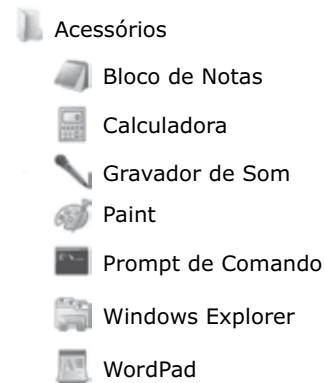 Acessórios
Bloco de Notas
Calculadora
Gravador de Som
Paint
Prompt de Comando
Windows Explorer
WordPad